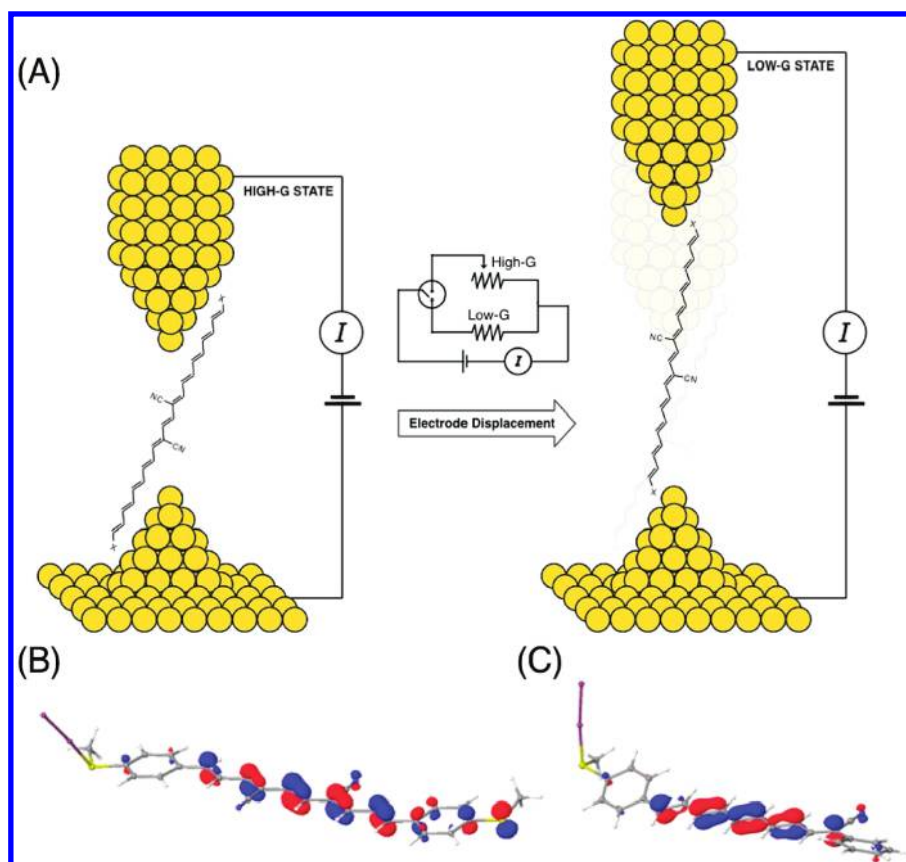 (A)
HIGH-G STATE
LOW-G STATE
X
NC
CN
X
I
High-G
Low-G
I
Electrode Displacement
X
NC
CN
X
I
(B)
(C)